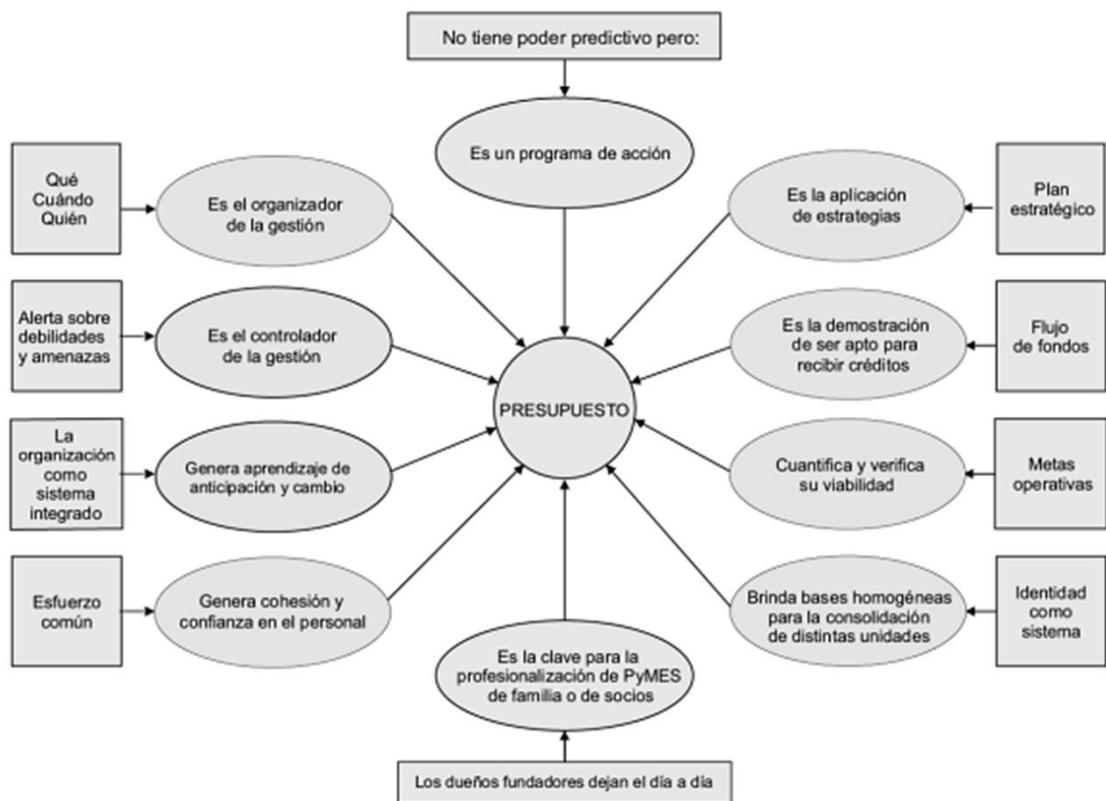 No tiene poder predictivo pero:
Es un programa de acción
Qué
Cuándo
Quién
Es el organizador
de la gestión
Es la aplicación
de estrategias
Plan
estratégico
Alerta sobre
debilidades
y amenazas
Es el controlador
de la gestión
Es la demostración
de ser apto para
recibir créditos
Flujo
de fondos
PRESUPUESTO
La
organización
como
sistema
integrado
Genera aprendizaje de
anticipación y cambio
Cuantifica y verifica
su viabilidad
Metas
operativas
Esfuerzo
común
Genera cohesión y
confianza en el personal
Brinda bases homogéneas
para la consolidación
de distintas unidades
Identidad
como
sistema
Es la clave para la
profesionalización de PyMES
de familia o de socios
Los dueños fundadores dejan el día a día